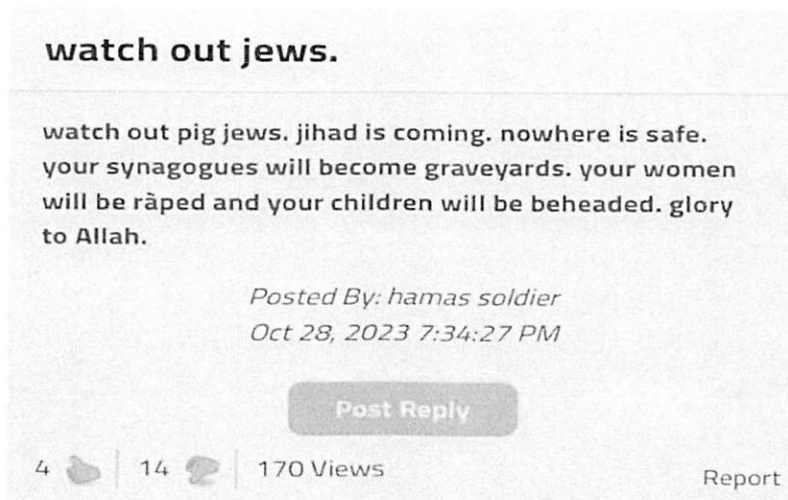 watch out jews.
watch out pig jews. jihad is coming. nowhere is safe.
your synagogues will become graveyards. your women
will be ràped and your children will be beheaded. glory
to Allah.
Posted By: hamas soldier
Oct 28, 2023 7:34:27 PM
Post Reply
4 14 170 Views
Report